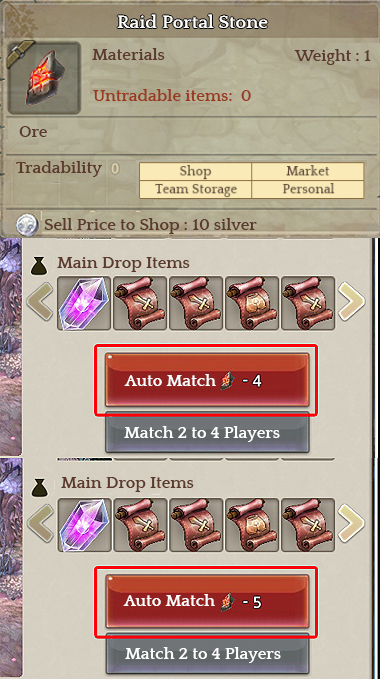 Raid Portal Stone
Materials
Weight : 1
Untradable items: 0
Ore
Tradability 0
Shop
Market
Team Storage
Personal
Sell Price to Shop : 10 silver
Main Drop Items
Auto Match - 4
Match 2 to 4 Players
Main Drop Items
Auto Match - 5
Match 2 to 4 Players